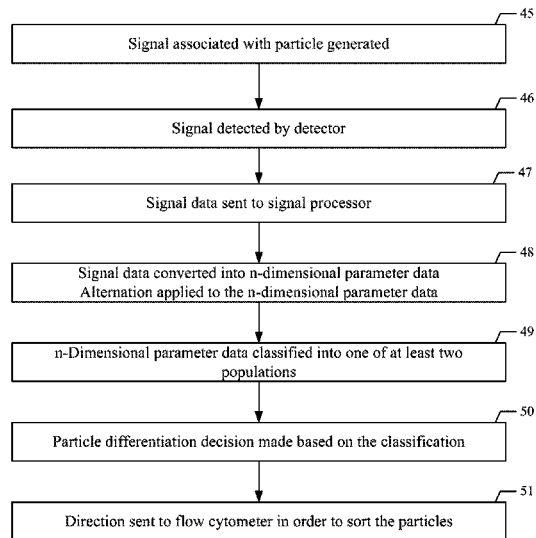 45
Signal associated with particle generated
46
Signal detected by detector
47
Signal data sent to signal processor
48
Signal data converted into n-dimensional parameter data
Alternation applied to the n-dimensional parameter data
49
n-Dimensional parameter data classified into one of at least two
populations
50
Particle differentiation decision made based on the classification
51
Direction sent to flow cytometer in order to sort the particles